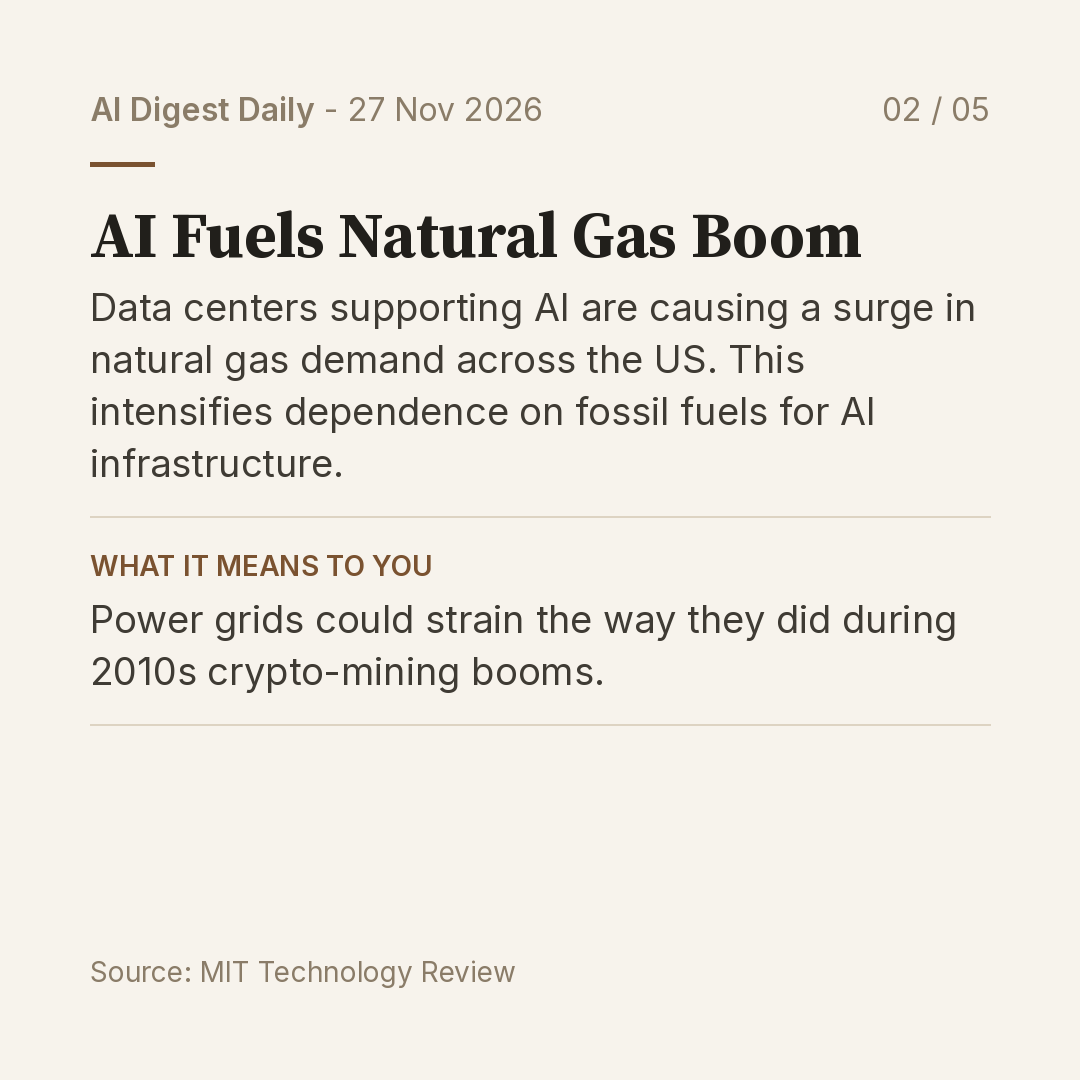 AI Digest Daily - 27 Nov 2026
02 / 05
AI Fuels Natural Gas Boom
Data centers supporting AI are causing a surge in
natural gas demand across the US. This
intensifies dependence on fossil fuels for AI
infrastructure.
WHAT IT MEANS TO YOU
Power grids could strain the way they did during
2010s crypto-mining booms.
Source: MIT Technology Review